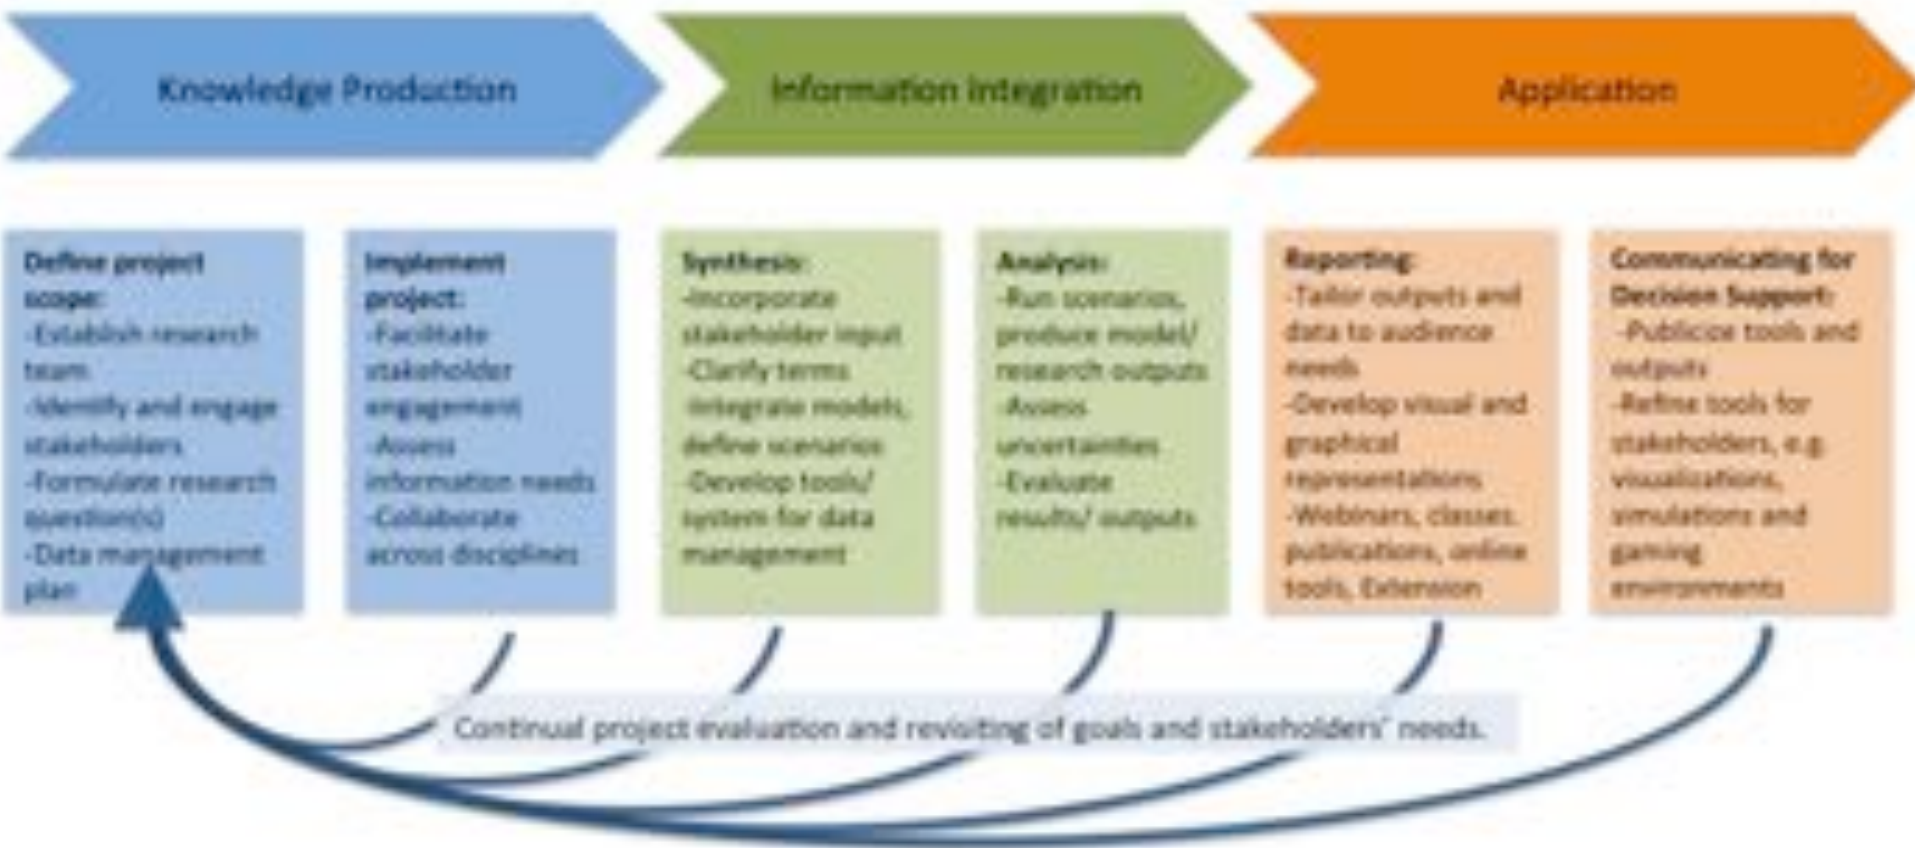 Knowledge Production
Information Integration
Application
Define project
scope:
-Establish research
team
-Identify and engage
stakeholders
-Formulate research
question(s)
-Data management
plan
Implement
project:
-Facilitate
stakeholder
engagement
-Assess
information needs
-Collaborate
across disciplines
Synthesis:
-Incorporate
stakeholder input
-Clarify terms
-Integrate models,
define scenarios
-Develop tools/
system for data
management
Analysis:
-Run scenarios,
produce model/
research outputs
-Assess
uncertainties
-Evaluate
results/ outputs
Reporting:
-Tailor outputs and
data to audience
needs
-Develop visual and
graphical
representations
-Webinars, classes.
publications, online
tools, Extension
Communicating for
Decision Support:
-Publicize tools and
outputs
-Refine tools for
stakeholders, e.g.
visualizations,
simulations and
gaming
environments
Continual project evaluation and revisiting of goals and stakeholders' needs.